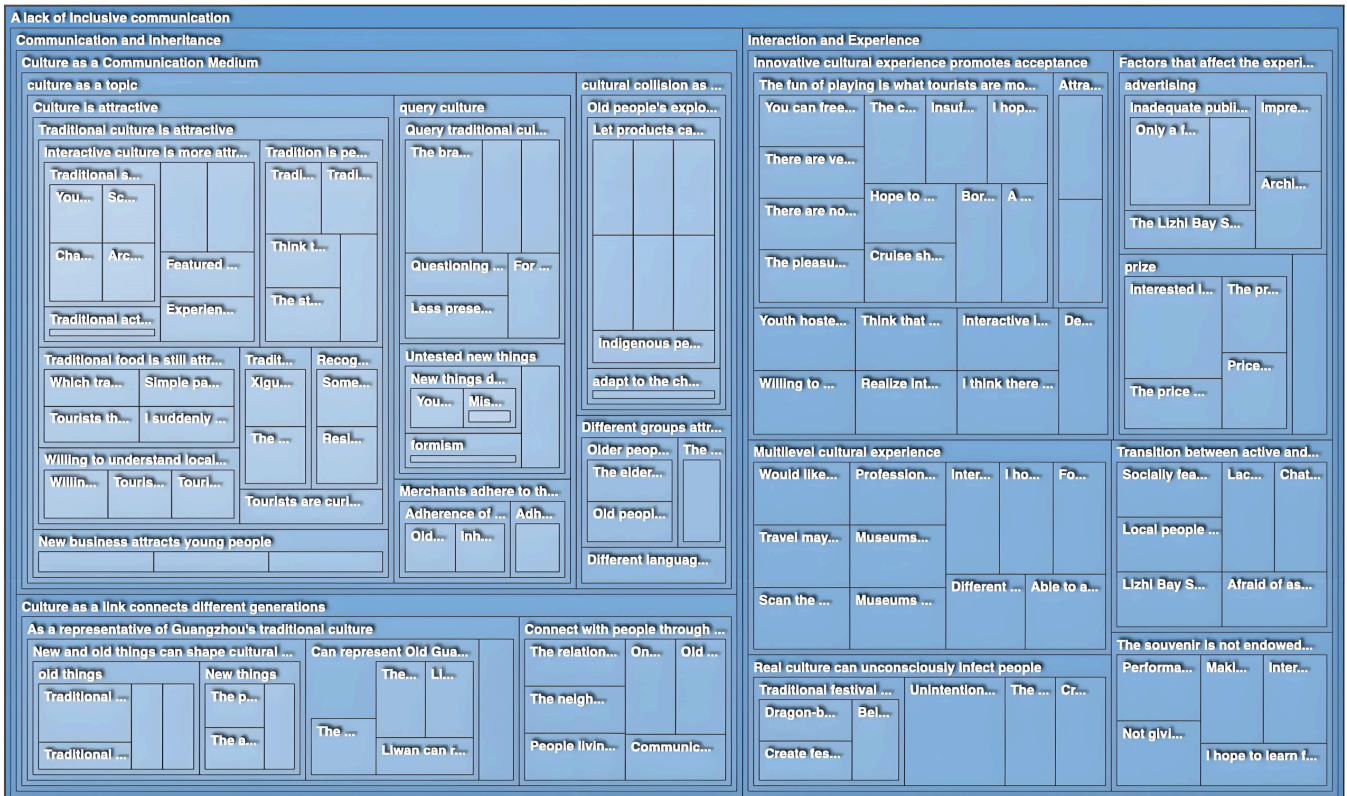 A lack of Inclusive communication
Communication and Inheritance
Culture as a Communication Medium
culture as a topic
Culture is attractive
Traditional culture is attractive
Interactive culture is more attr...
Traditional s...
You...
Sc...
Cha...
Arc...
Traditional act...
Featured ...
Experien...
Tradition is pe...
Tradi...
Tradi...
Think t...
The st...
Traditional food is still attr...
Which tra...
Simple pa...
Tourists th...
I suddenly ...
Willing to understand local...
Willin...
Touris...
Touri...
Tradit...
Xigu...
The ...
Recog...
Some...
Resi...
Tourists are curi...
New business attracts young people
query culture
Query traditional cul...
The bra...
Questioning ...
For ...
Less prese...
Untested new things
New things d...
You...
Mis...
formism
Merchants adhere to th...
Adherence of ...
Old...
Inh...
Adh...
cultural collision as ...
Old people's explo...
Let products ca...
Indigenous pe...
adapt to the ch...
Different groups attr...
Older peop...
The elder...
Old peopl...
The ...
Different languag...
Culture as a link connects different generations
As a representative of Guangzhou's traditional culture
New and old things can shape cultural ...
old things
Traditional ...
Traditional ...
New things
The p...
The a...
Can represent Old Gua...
The ...
The...
Li...
Liwan can r...
Connect with people through ...
The relation...
On...
Old ...
The neigh...
People livin...
Communic...
Interaction and Experience
Innovative cultural experience promotes acceptance
The fun of playing is what tourists are mo...
You can free...
The c...
Insuf...
I hop...
There are ve...
There are no...
The pleasu...
Hope to ...
Bor...
A ...
Cruise sh...
Attra...
Youth hoste...
Think that ...
Interactive l...
De...
Willing to ...
Realize int...
I think there ...
Factors that affect the experi...
advertising
Inadequate publi...
Only a f...
The Lizhi Bay S...
Impre...
Archi...
prize
Interested i...
The pr...
The price ...
Price...
Multilevel cultural experience
Would like...
Profession...
Inter...
I ho...
Fo...
Travel may...
Museums...
Scan the ...
Museums ...
Different ...
Able to a...
Transition between active and...
Socially fea...
Lac...
Chat...
Local people ...
Lizhi Bay S...
Afraid of as...
Real culture can unconsciously infect people
Traditional festival ...
Dragon-b...
Bei...
Create fes...
Unintention...
The ...
Cr...
The souvenir is not endowed...
Performa...
Maki...
Inter...
Not givi...
I hope to learn f...